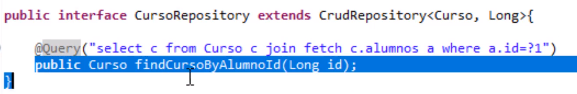 public interface CursoRepository extends CrudRepository<Curso, Long>{
@Query("select c from Curso c join fetch c.alumnos a where a.id=?1")
public Curso findCursoByAlumnoId(Long id);
}